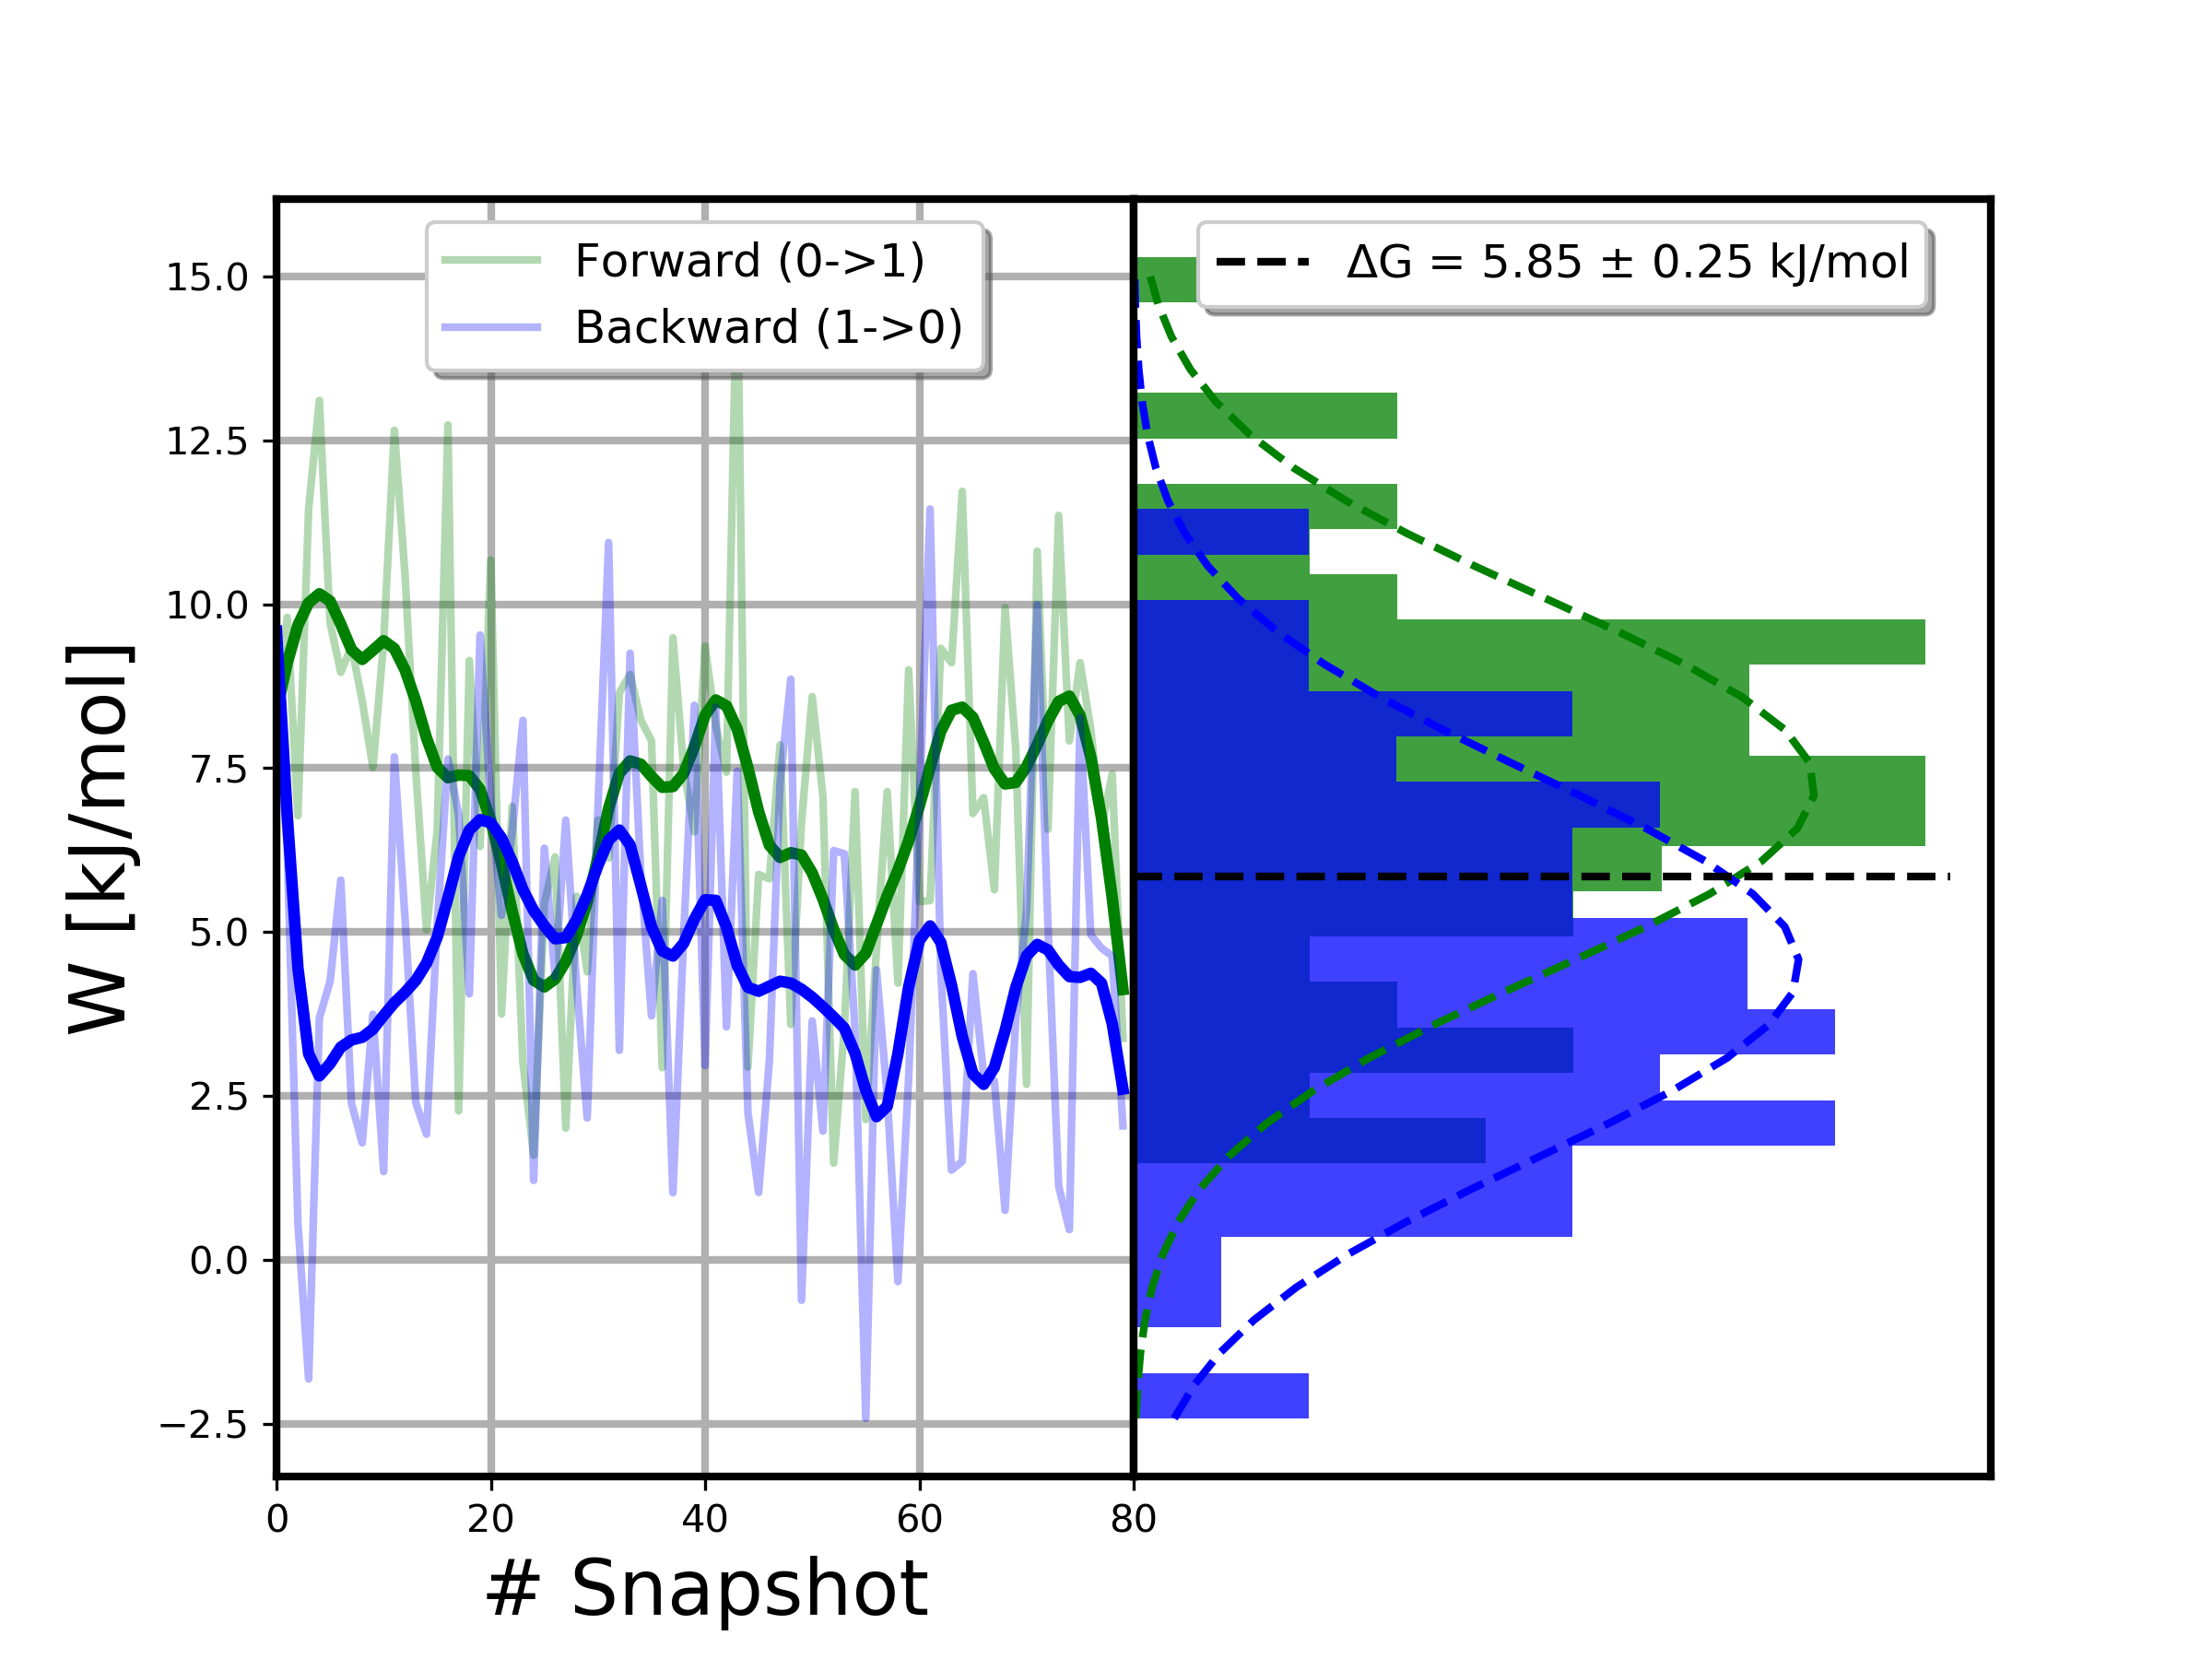 Forward (0->1)
Backward (1->0)
ΔG = 5.85 ± 0.25 kJ/mol
15.0
12.5
10.0
7.5
5.0
2.5
0.0
−2.5
W [kJ/mol]
0 20 40 60 80
# Snapshot